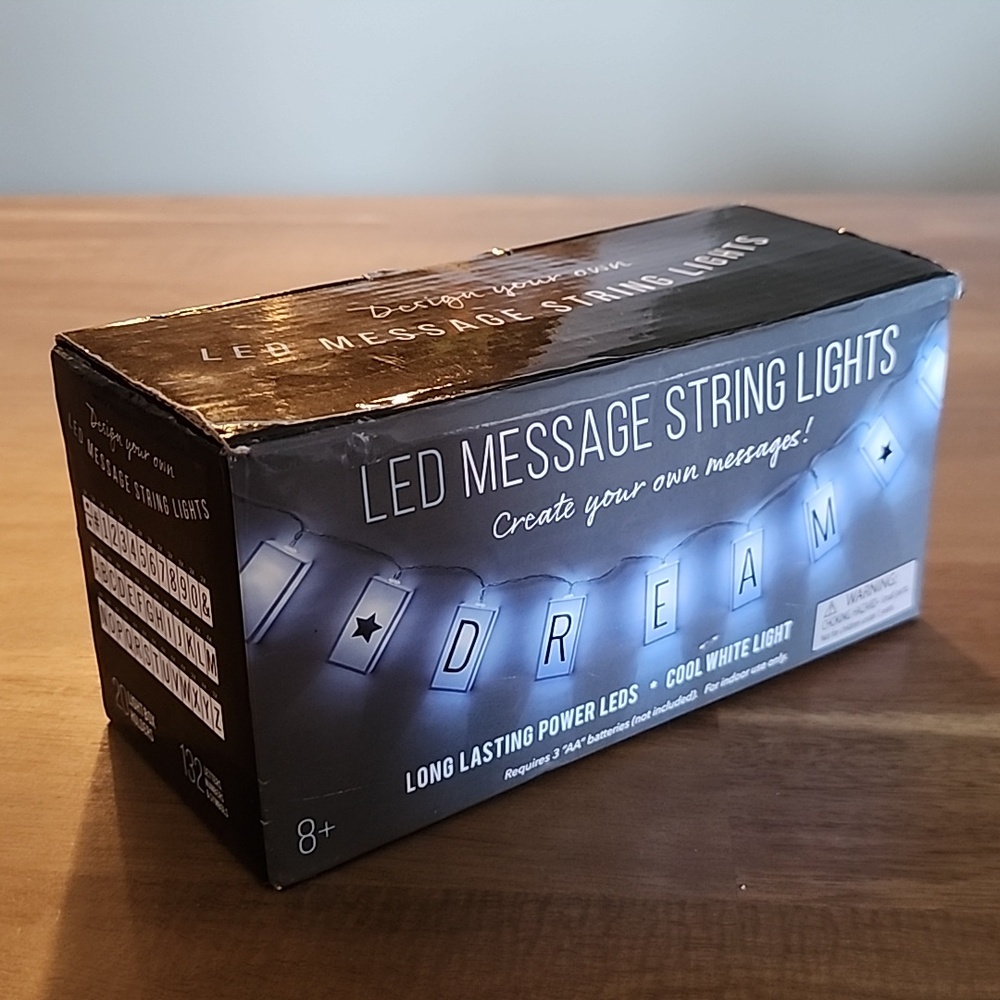 Design your own
LED MESSAGE STRING LIGHTS
LED MESSAGE STRING LIGHTS
Create your own messages!
★ D R E A M ★
LONG LASTING POWER LEDS • COOL WHITE LIGHT
Requires 3 "AA" batteries (not included). For indoor use only.
8+
WARNING:
CHOKING HAZARD-
Design your own
LED MESSAGE STRING LIGHTS
#1234567890&
ABCDEFGHIJKLM
NOPQRSTUVWXYZ
20
132